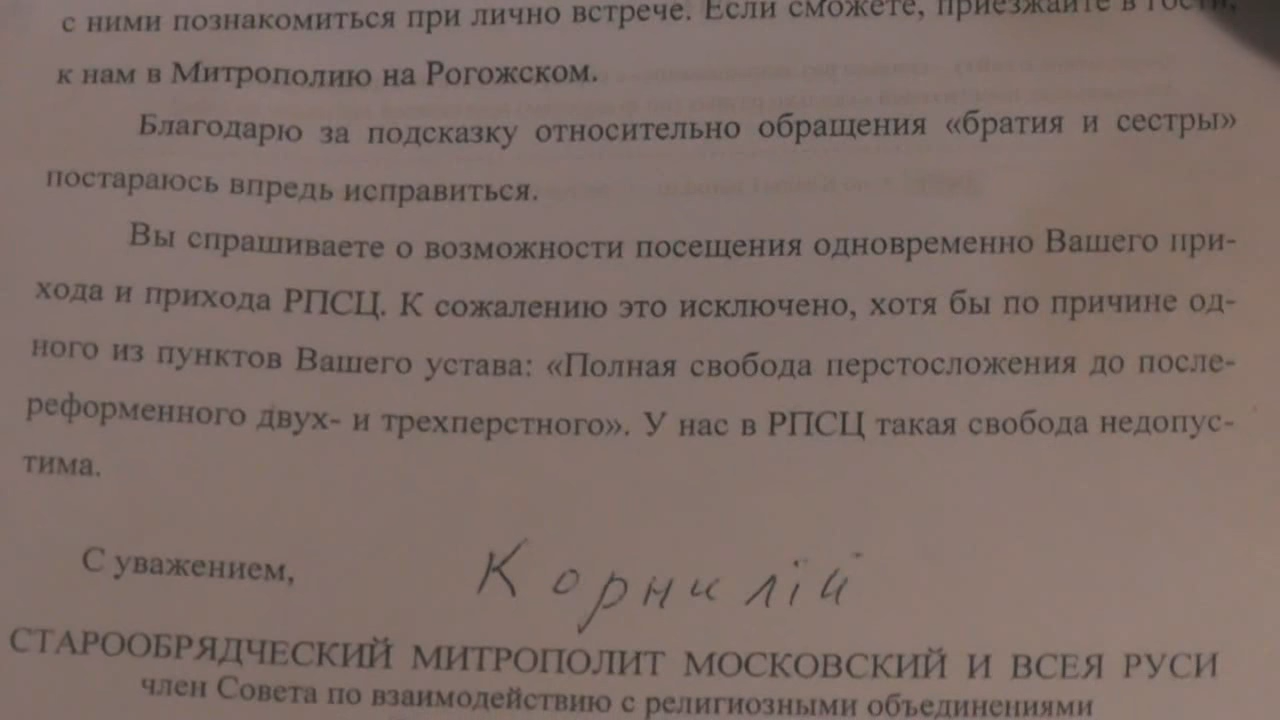 с ними познакомиться при лично встрече. Если сможете, приезжайте в гости,
к нам в Митрополию на Рогожском.
Благодарю за подсказку относительно обращения «братия и сестры»
постараюсь впредь исправиться.
Вы спрашиваете о возможности посещения одновременно Вашего при-
хода и прихода РПСЦ. К сожалению это исключено, хотя бы по причине од-
ного из пунктов Вашего устава: «Полная свобода перстосложения до после-
реформенного двух- и трехперстного». У нас в РПСЦ такая свобода недопус-
тима.
С уважением,
Корнилій
СТАРООБРЯДЧЕСКИЙ МИТРОПОЛИТ МОСКОВСКИЙ И ВСЕЯ РУСИ
член Совета по взаимодействию с религиозными объединениями